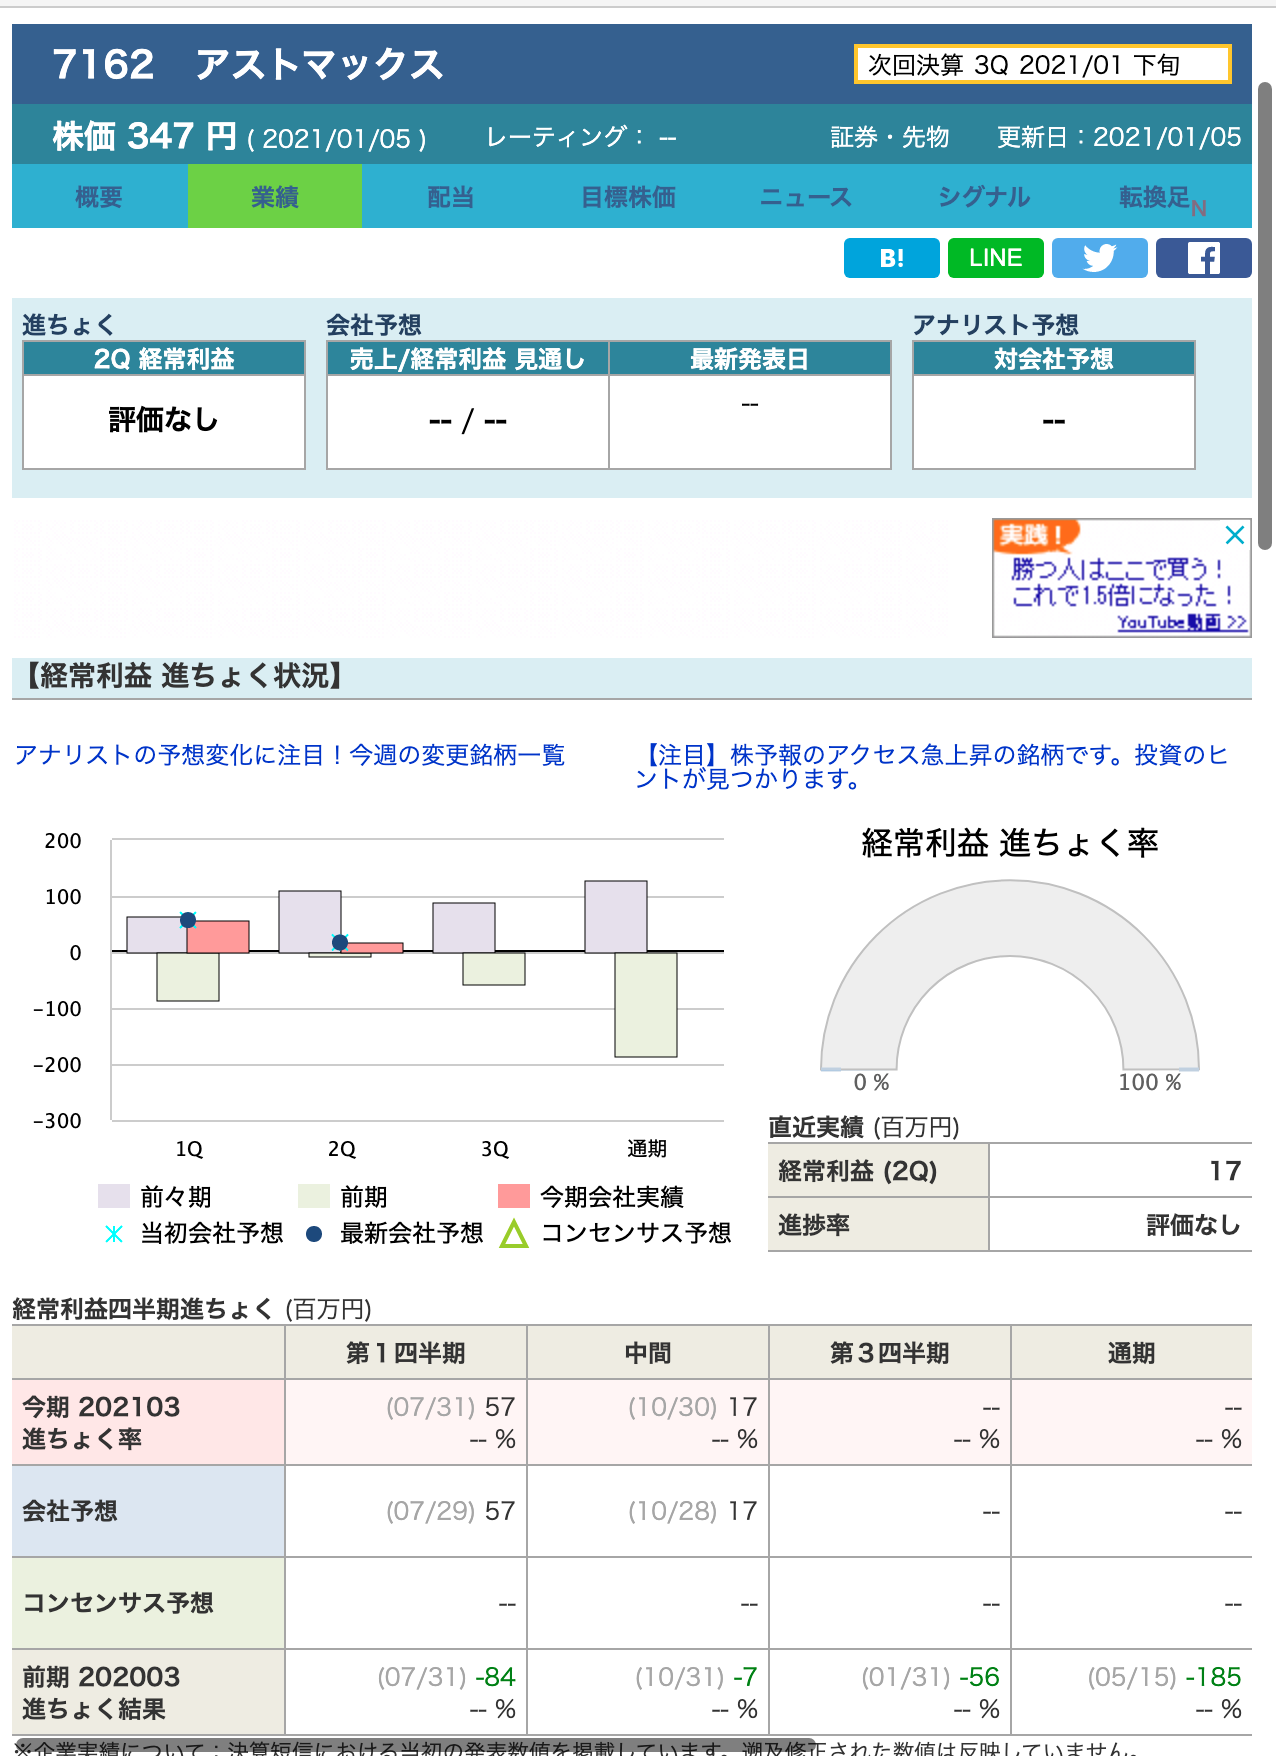 7162　アストマックス
次回決算 3Q 2021/01 下旬
株価 347 円 ( 2021/01/05 )　レーティング： --　証券・先物　更新日：2021/01/05
概要　業績　配当　目標株価　ニュース　シグナル　転換足N
B!　LINE
進ちょく　会社予想　アナリスト予想
2Q 経常利益　売上/経常利益 見通し　最新発表日　対会社予想
評価なし　-- / --　--　--
実践！
勝つ人はここで買う！
これで1.5倍になった！
YouTube動画 >>
【経常利益 進ちょく状況】
アナリストの予想変化に注目！今週の変更銘柄一覧
【注目】株予報のアクセス急上昇の銘柄です。投資のヒ
ントが見つかります。
200
100
0
-100
-200
-300
1Q　2Q　3Q　通期
前々期　前期　今期会社実績
当初会社予想　最新会社予想　コンセンサス予想
経常利益 進ちょく率
0 %　100 %
直近実績 (百万円)
経常利益 (2Q)　17
進捗率　評価なし
経常利益四半期進ちょく (百万円)
第１四半期　中間　第３四半期　通期
今期 202103　(07/31) 57　(10/30) 17　--　--
進ちょく率　-- %　-- %　-- %　-- %
会社予想　(07/29) 57　(10/28) 17　--　--
コンセンサス予想　--　--　--　--
前期 202003　(07/31) -84　(10/31) -7　(01/31) -56　(05/15) -185
進ちょく結果　-- %　-- %　-- %　-- %
※企業実績について：決算短信における当初の発表数値を掲載しています。遡及修正された数値は反映していません。